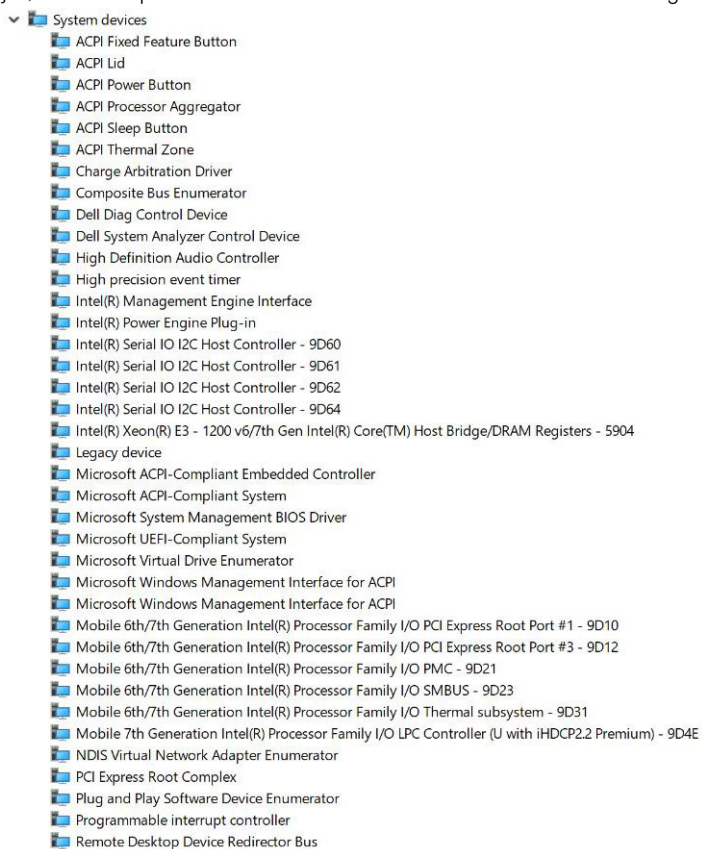 System devices
ACPI Fixed Feature Button
ACPI Lid
ACPI Power Button
ACPI Processor Aggregator
ACPI Sleep Button
ACPI Thermal Zone
Charge Arbitration Driver
Composite Bus Enumerator
Dell Diag Control Device
Dell System Analyzer Control Device
High Definition Audio Controller
High precision event timer
Intel(R) Management Engine Interface
Intel(R) Power Engine Plug-in
Intel(R) Serial IO I2C Host Controller - 9D60
Intel(R) Serial IO I2C Host Controller - 9D61
Intel(R) Serial IO I2C Host Controller - 9D62
Intel(R) Serial IO I2C Host Controller - 9D64
Intel(R) Xeon(R) E3 - 1200 v6/7th Gen Intel(R) Core(TM) Host Bridge/DRAM Registers - 5904
Legacy device
Microsoft ACPI-Compliant Embedded Controller
Microsoft ACPI-Compliant System
Microsoft System Management BIOS Driver
Microsoft UEFI-Compliant System
Microsoft Virtual Drive Enumerator
Microsoft Windows Management Interface for ACPI
Microsoft Windows Management Interface for ACPI
Mobile 6th/7th Generation Intel(R) Processor Family I/O PCI Express Root Port #1 - 9D10
Mobile 6th/7th Generation Intel(R) Processor Family I/O PCI Express Root Port #3 - 9D12
Mobile 6th/7th Generation Intel(R) Processor Family I/O PMC - 9D21
Mobile 6th/7th Generation Intel(R) Processor Family I/O SMBUS - 9D23
Mobile 6th/7th Generation Intel(R) Processor Family I/O Thermal subsystem - 9D31
Mobile 7th Generation Intel(R) Processor Family I/O LPC Controller (U with iHDCP2.2 Premium) - 9D4E
NDIS Virtual Network Adapter Enumerator
PCI Express Root Complex
Plug and Play Software Device Enumerator
Programmable interrupt controller
Remote Desktop Device Redirector Bus